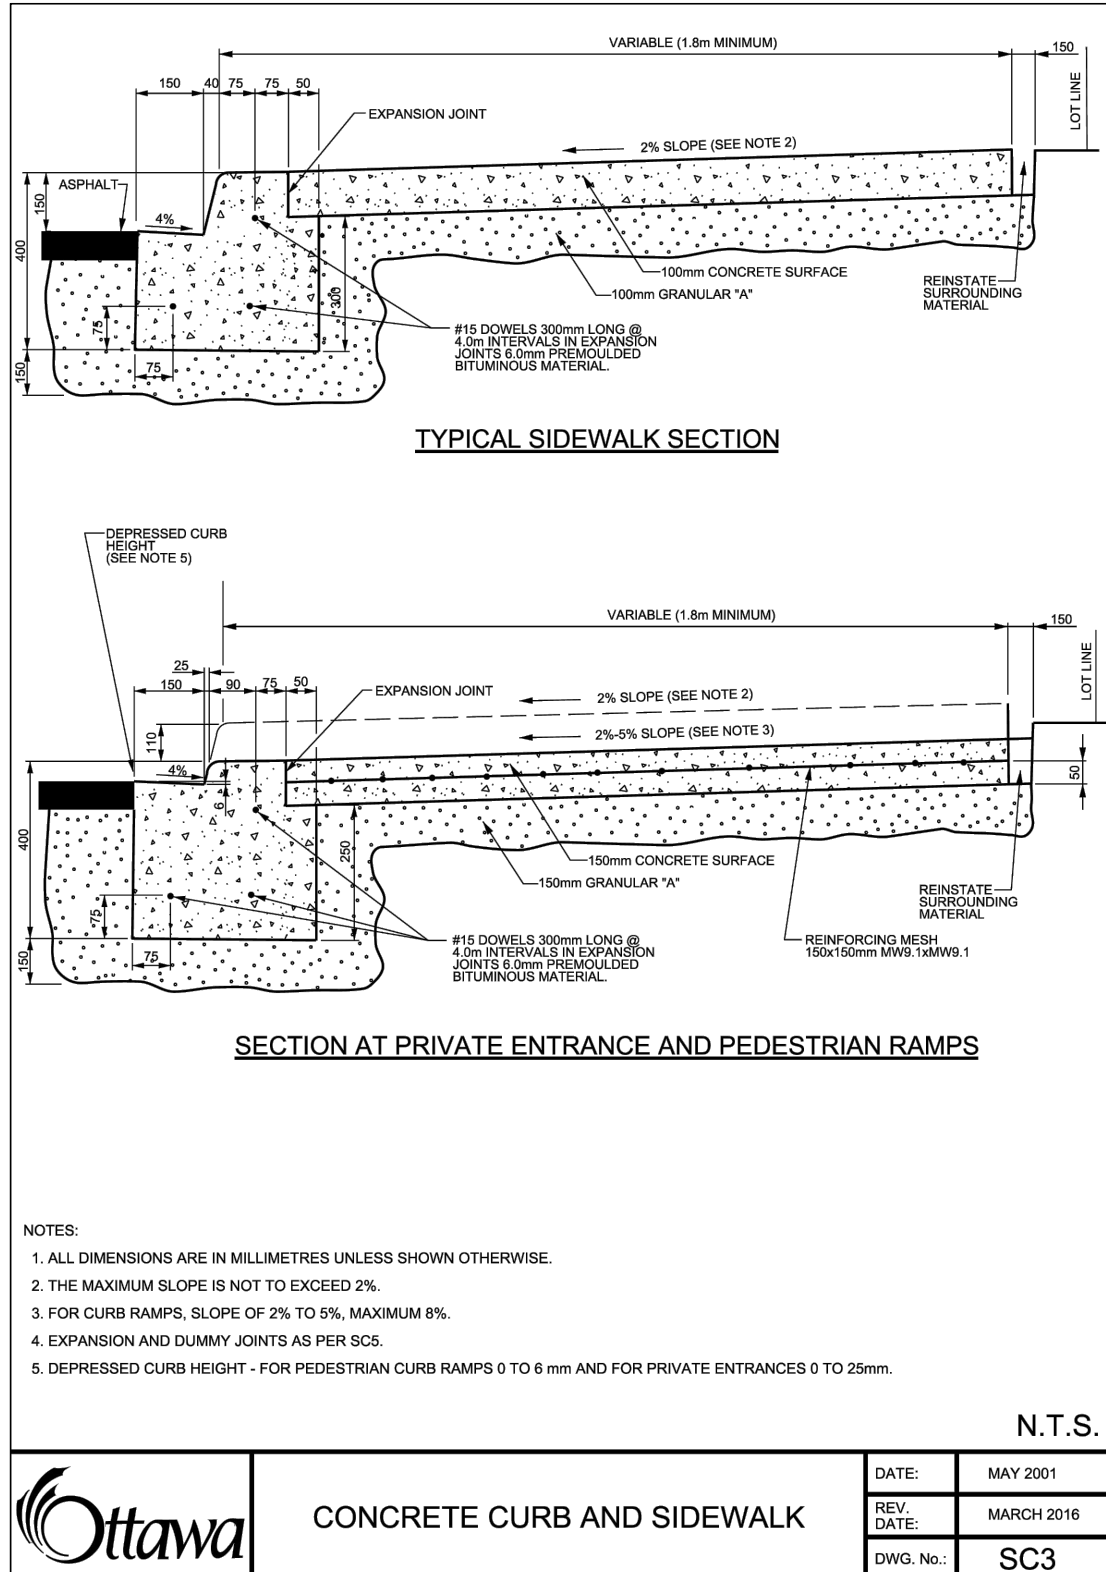 VARIABLE (1.8m MINIMUM)
150
150
40
75
75
50
LOT LINE
EXPANSION JOINT
2% SLOPE (SEE NOTE 2)
ASPHALT
150
4%
400
300
100mm CONCRETE SURFACE
100mm GRANULAR "A"
REINSTATE
SURROUNDING
MATERIAL
75
75
150
#15 DOWELS 300mm LONG @
4.0m INTERVALS IN EXPANSION
JOINTS 6.0mm PREMOULDED
BITUMINOUS MATERIAL.
TYPICAL SIDEWALK SECTION
DEPRESSED CURB
HEIGHT
(SEE NOTE 5)
VARIABLE (1.8m MINIMUM)
150
LOT LINE
25
150
90
75
50
EXPANSION JOINT
2% SLOPE (SEE NOTE 2)
2%-5% SLOPE (SEE NOTE 3)
110
4%
6
50
400
250
150mm CONCRETE SURFACE
150mm GRANULAR "A"
REINSTATE
SURROUNDING
MATERIAL
75
75
150
#15 DOWELS 300mm LONG @
4.0m INTERVALS IN EXPANSION
JOINTS 6.0mm PREMOULDED
BITUMINOUS MATERIAL.
REINFORCING MESH
150x150mm MW9.1xMW9.1
SECTION AT PRIVATE ENTRANCE AND PEDESTRIAN RAMPS
NOTES:
1. ALL DIMENSIONS ARE IN MILLIMETRES UNLESS SHOWN OTHERWISE.
2. THE MAXIMUM SLOPE IS NOT TO EXCEED 2%.
3. FOR CURB RAMPS, SLOPE OF 2% TO 5%, MAXIMUM 8%.
4. EXPANSION AND DUMMY JOINTS AS PER SC5.
5. DEPRESSED CURB HEIGHT - FOR PEDESTRIAN CURB RAMPS 0 TO 6 mm AND FOR PRIVATE ENTRANCES 0 TO 25mm.
N.T.S.
Ottawa
CONCRETE CURB AND SIDEWALK
DATE: MAY 2001
REV.
DATE: MARCH 2016
DWG. No.: SC3